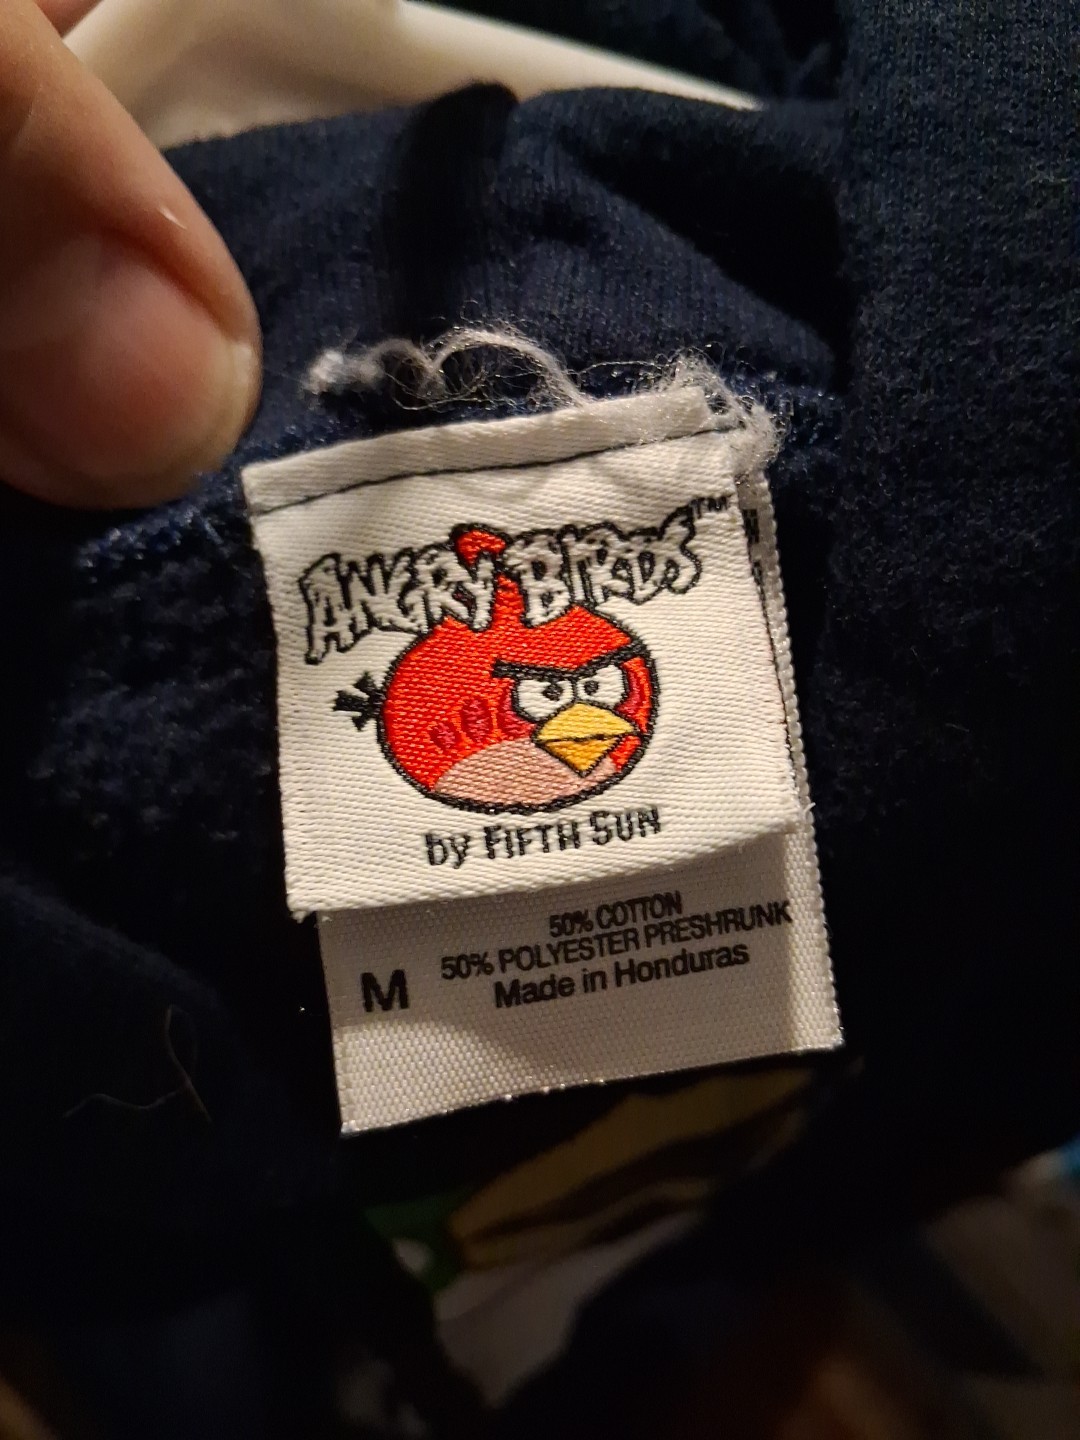 ANGRY BIRDS™
by FIFTH SUN
50% COTTON
50% POLYESTER PRESHRUNK
M Made in Honduras